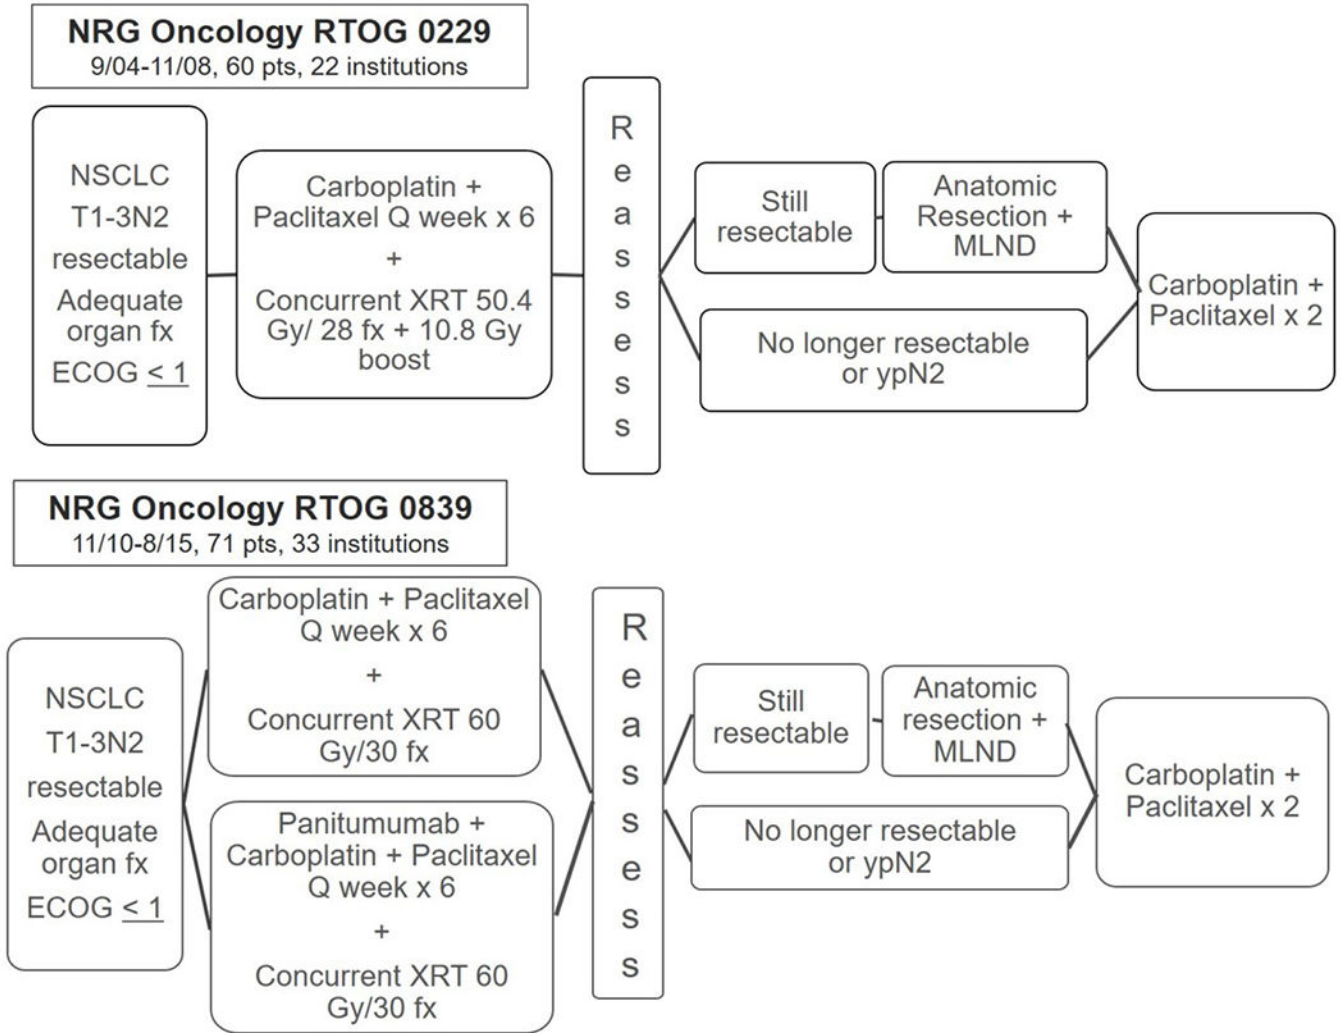 NRG Oncology RTOG 0229
9/04-11/08, 60 pts, 22 institutions
NSCLC
T1-3N2
resectable
Adequate
organ fx
ECOG < 1
Carboplatin +
Paclitaxel Q week x 6
+
Concurrent XRT 50.4
Gy/ 28 fx + 10.8 Gy
boost
R
e
a
s
s
e
s
s
Still
resectable
Anatomic
Resection +
MLND
No longer resectable
or ypN2
Carboplatin +
Paclitaxel x 2
NRG Oncology RTOG 0839
11/10-8/15, 71 pts, 33 institutions
NSCLC
T1-3N2
resectable
Adequate
organ fx
ECOG < 1
Carboplatin + Paclitaxel
Q week x 6
+
Concurrent XRT 60
Gy/30 fx
Panitumumab +
Carboplatin + Paclitaxel
Q week x 6
+
Concurrent XRT 60
Gy/30 fx
R
e
a
s
s
e
s
s
Still
resectable
Anatomic
resection +
MLND
No longer resectable
or ypN2
Carboplatin +
Paclitaxel x 2